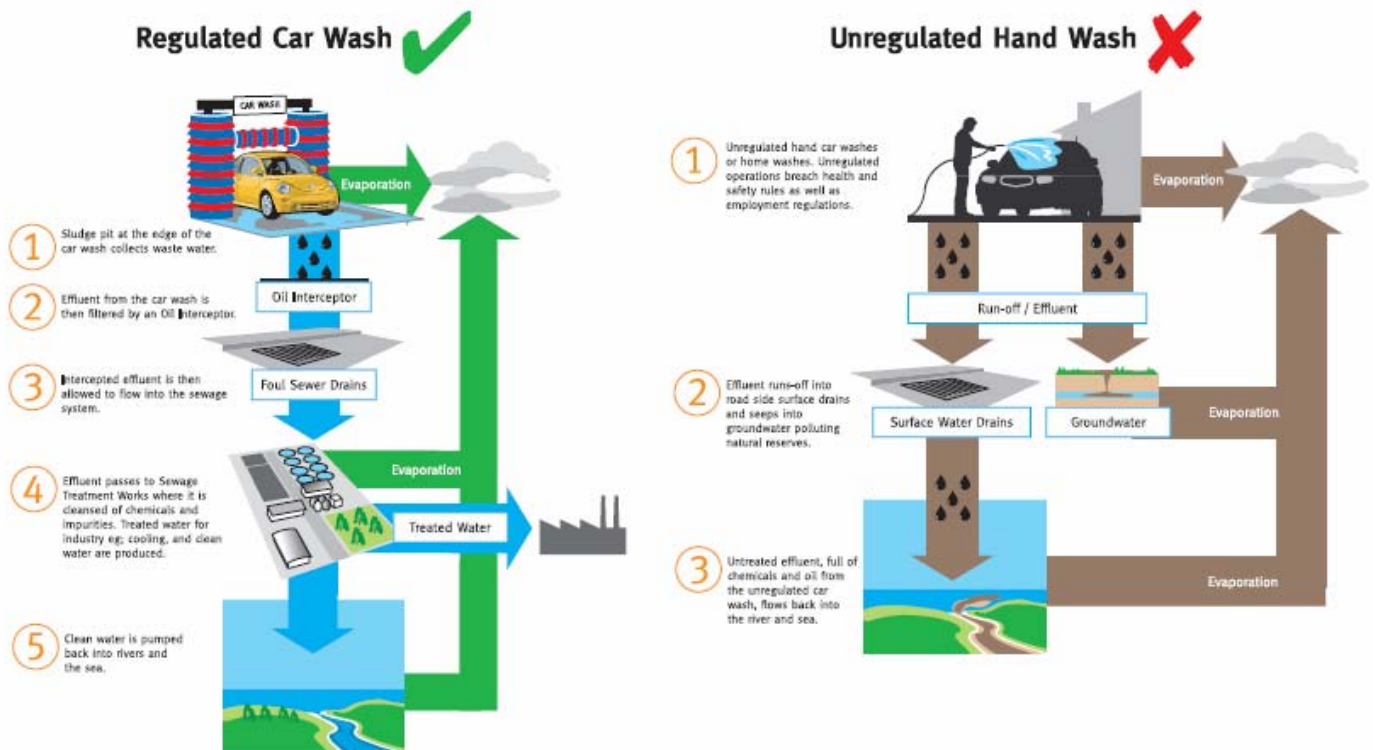 Regulated Car Wash
CAR WASH
Evaporation
1
Sludge pit at the edge of the
car wash collects waste water.
Oil Interceptor
2
Effluent from the car wash is
then filtered by an Oil Interceptor.
3
Intercepted effluent is then
allowed to flow into the sewage
system.
Foul Sewer Drains
Evaporation
4
Effluent passes to Sewage
Treatment Works where it is
cleansed of chemicals and
impurities. Treated water for
industry eg; cooling, and clean
water are produced.
Treated Water
5
Clean water is pumped
back into rivers and
the sea.
Unregulated Hand Wash
1
Unregulated hand car washes
or home washes. Unregulated
operations breach health and
safety rules as well as
employment regulations.
Evaporation
Run-off / Effluent
2
Effluent runs-off into
road side surface drains
and seeps into
groundwater polluting
natural reserves.
Surface Water Drains
Groundwater
Evaporation
3
Untreated effluent, full of
chemicals and oil from
the unregulated car
wash, flows back into
the river and sea.
Evaporation